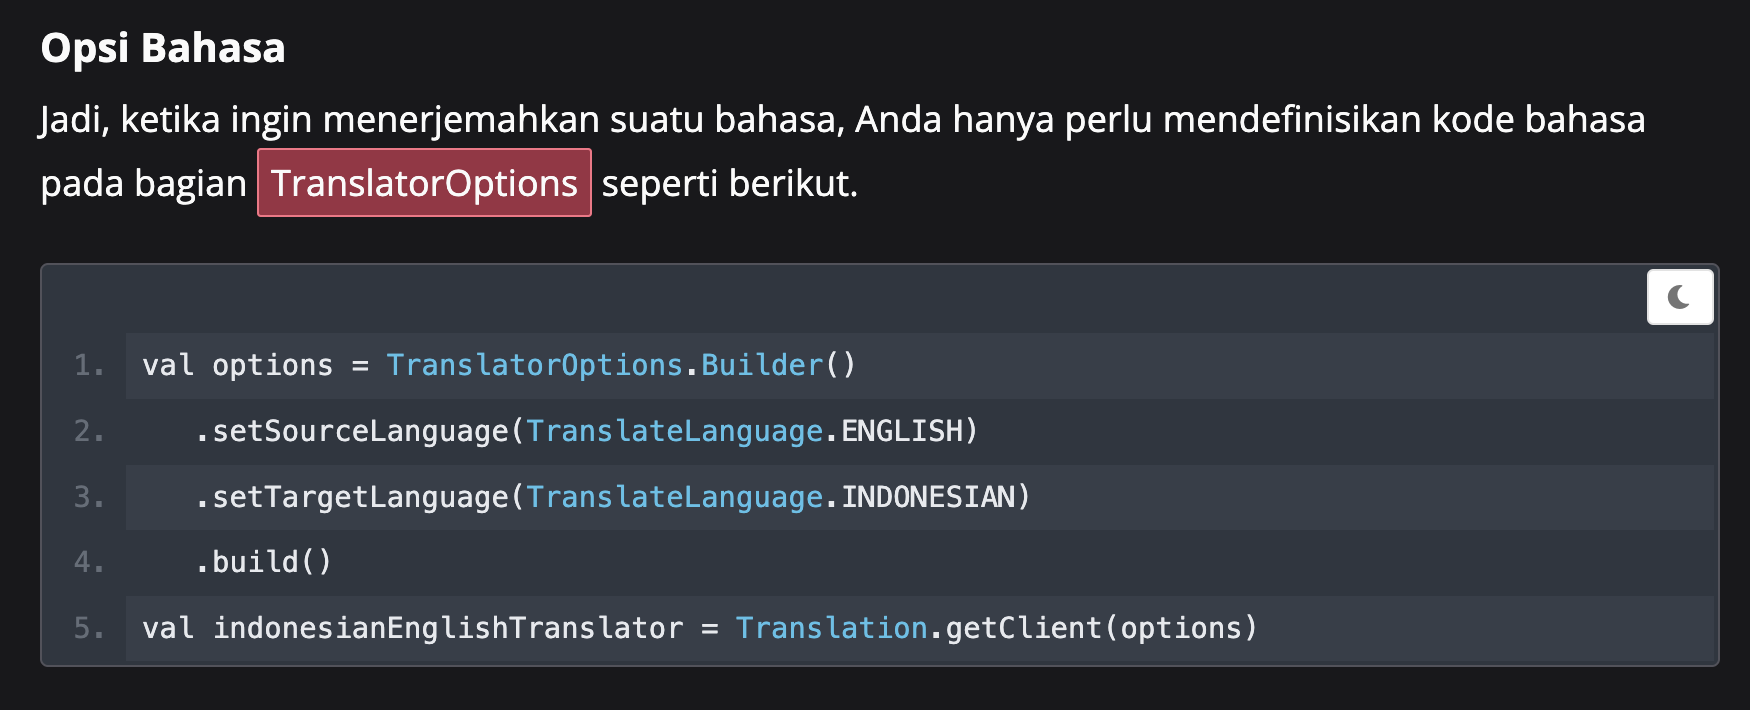 Opsi Bahasa
Jadi, ketika ingin menerjemahkan suatu bahasa, Anda hanya perlu mendefinisikan kode bahasa
pada bagian TranslatorOptions seperti berikut.
1. val options = TranslatorOptions.Builder()
2.    .setSourceLanguage(TranslateLanguage.ENGLISH)
3.    .setTargetLanguage(TranslateLanguage.INDONESIAN)
4.    .build()
5. val indonesianEnglishTranslator = Translation.getClient(options)